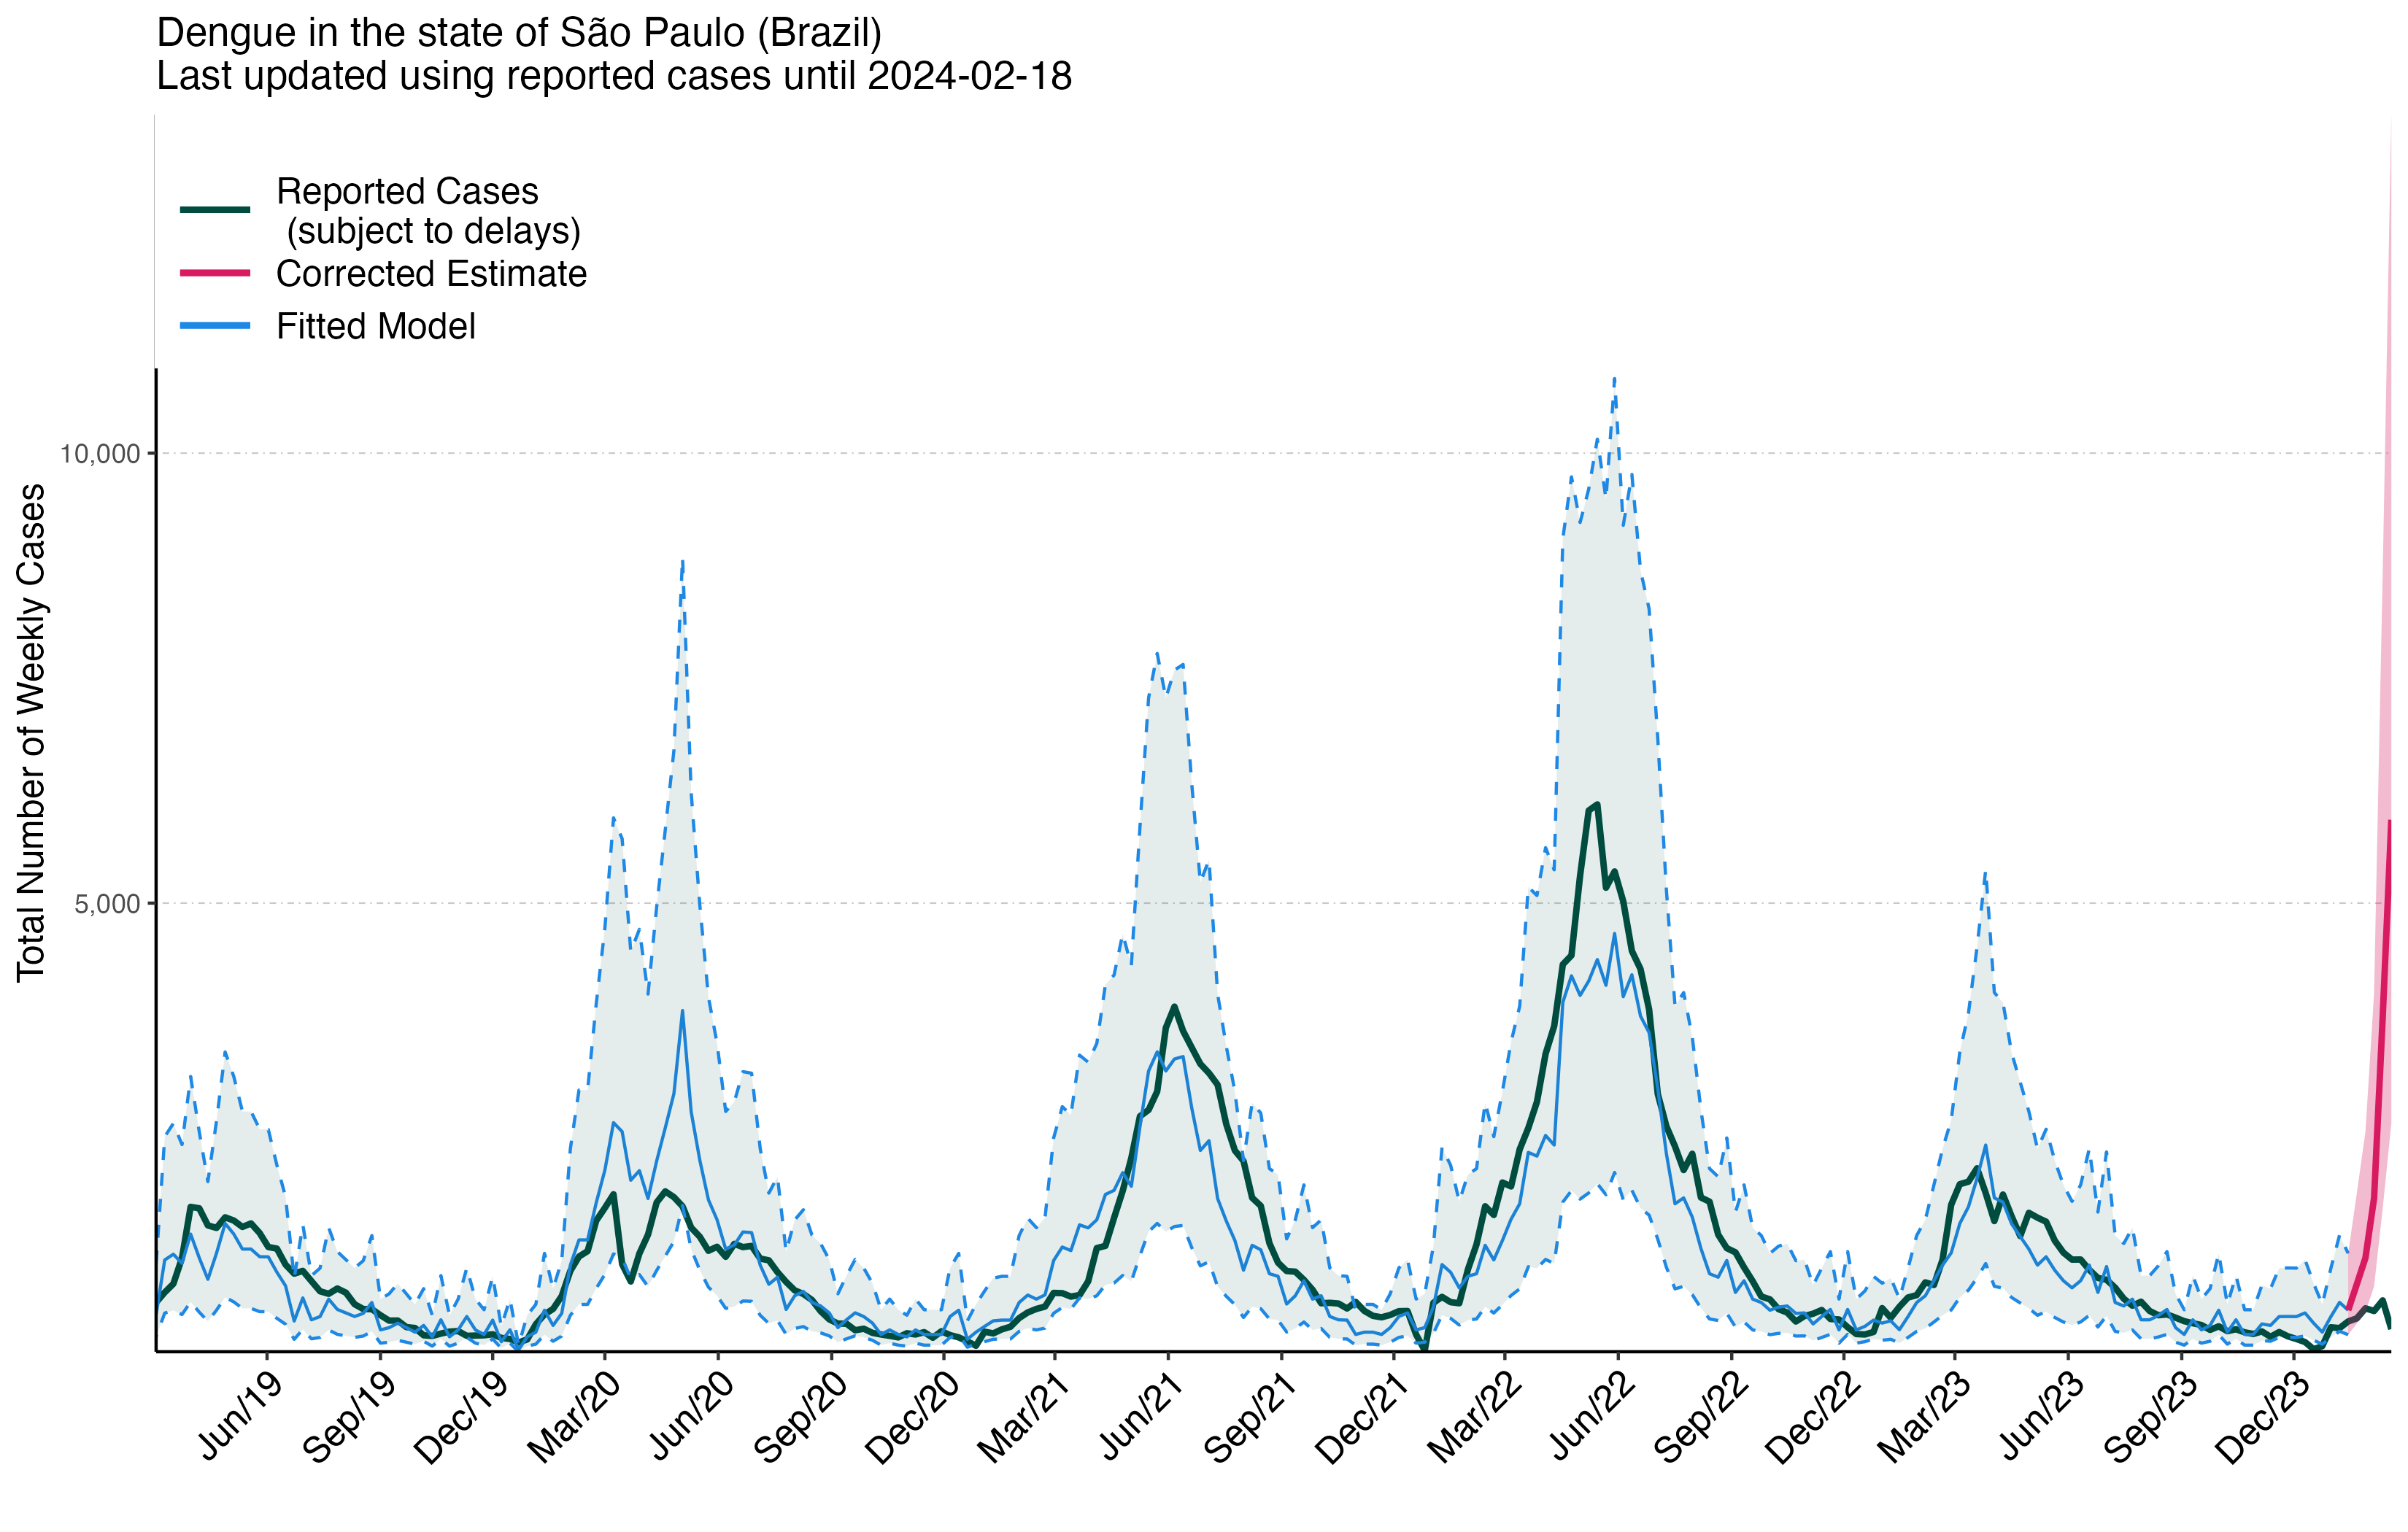 Dengue in the state of São Paulo (Brazil)
Last updated using reported cases until 2024-02-18
Reported Cases
(subject to delays)
Corrected Estimate
Fitted Model
Total Number of Weekly Cases
10,000
5,000
Jun/19
Sep/19
Dec/19
Mar/20
Jun/20
Sep/20
Dec/20
Mar/21
Jun/21
Sep/21
Dec/21
Mar/22
Jun/22
Sep/22
Dec/22
Mar/23
Jun/23
Sep/23
Dec/23